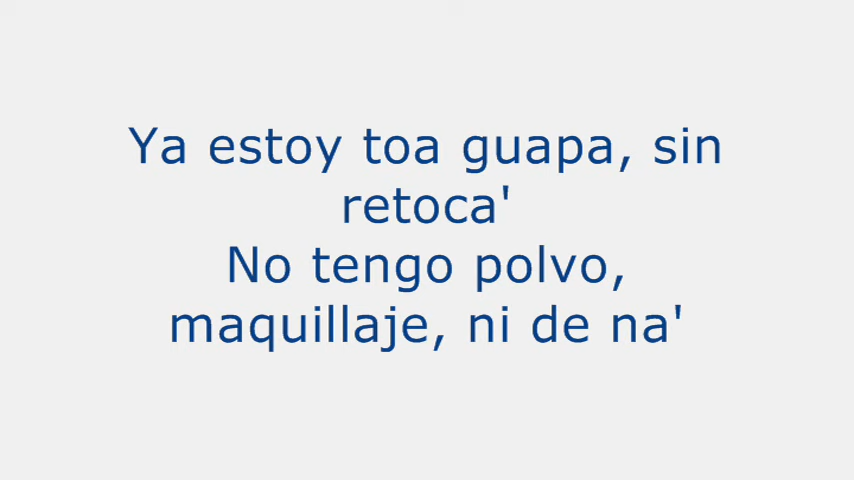 Ya estoy toa guapa, sin
retoca'
No tengo polvo,
maquillaje, ni de na'